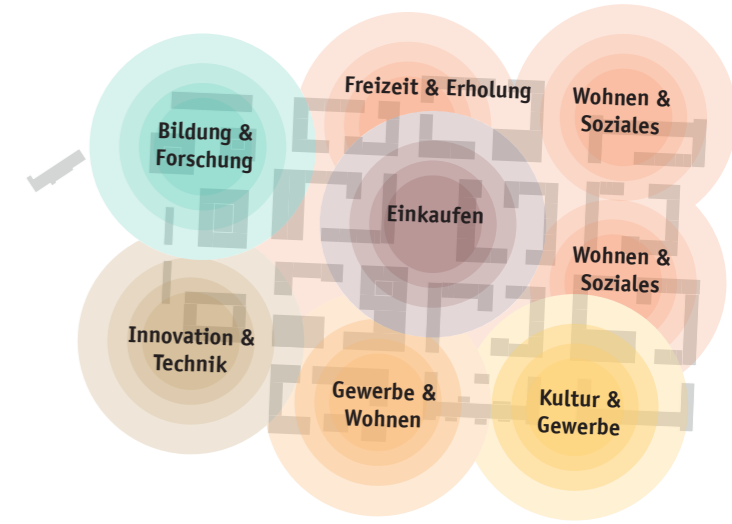 Freizeit & Erholung
Wohnen &
Soziales
Bildung &
Forschung
Einkaufen
Wohnen &
Soziales
Innovation &
Technik
Gewerbe &
Wohnen
Kultur &
Gewerbe